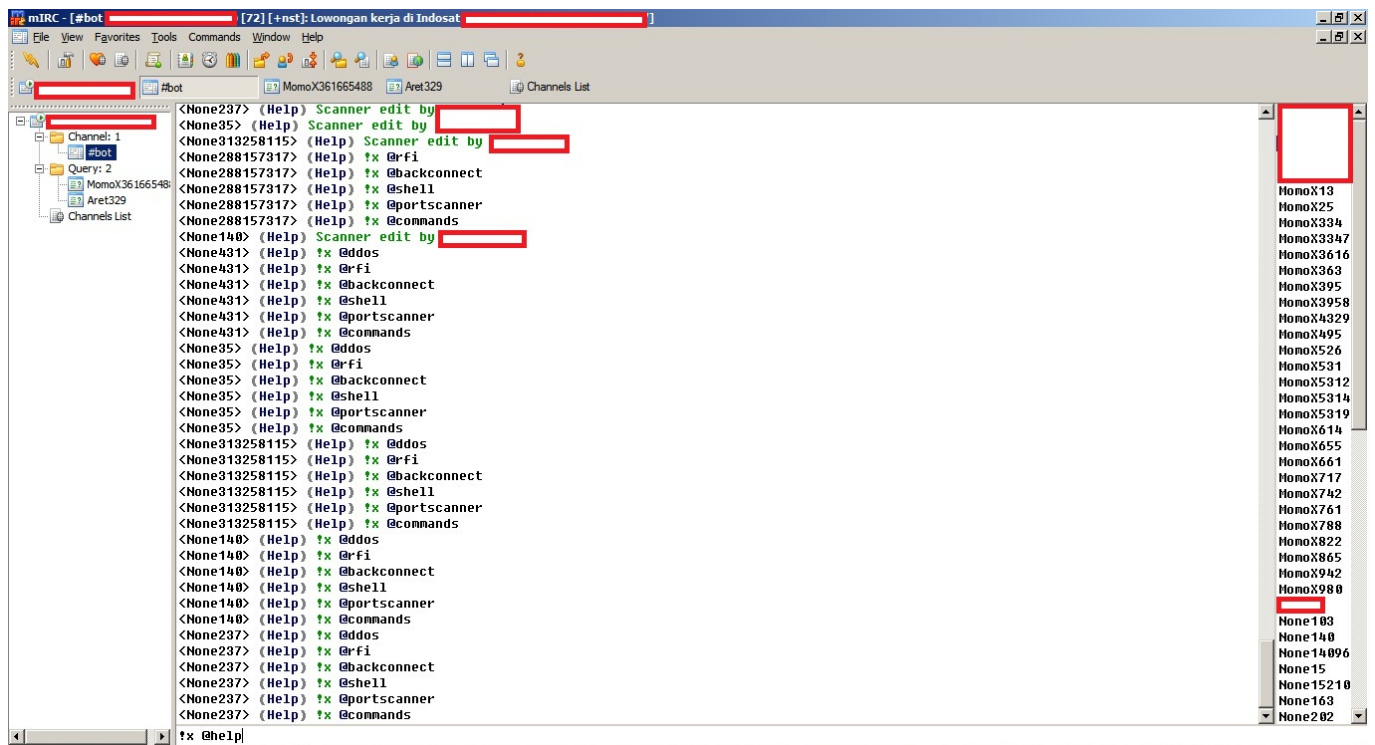 mIRC - [#bot [72] [+nst]: Lowongan kerja di Indosat ']
File View Favorites Tools Commands Window Help
#bot MomoX361665488 Aret329 Channels List
Channel: 1
#bot
Query: 2
MomoX36166548
Aret329
Channels List
<None237> (Help) Scanner edit by
<None35> (Help) Scanner edit by
<None313258115> (Help) Scanner edit by
<None288157317> (Help) !x @rfi
<None288157317> (Help) !x @backconnect
<None288157317> (Help) !x @shell
<None288157317> (Help) !x @portscanner
<None288157317> (Help) !x @commands
<None140> (Help) Scanner edit by
<None431> (Help) !x @ddos
<None431> (Help) !x @rfi
<None431> (Help) !x @backconnect
<None431> (Help) !x @shell
<None431> (Help) !x @portscanner
<None431> (Help) !x @commands
<None35> (Help) !x @ddos
<None35> (Help) !x @rfi
<None35> (Help) !x @backconnect
<None35> (Help) !x @shell
<None35> (Help) !x @portscanner
<None35> (Help) !x @commands
<None313258115> (Help) !x @ddos
<None313258115> (Help) !x @rfi
<None313258115> (Help) !x @backconnect
<None313258115> (Help) !x @shell
<None313258115> (Help) !x @portscanner
<None313258115> (Help) !x @commands
<None140> (Help) !x @ddos
<None140> (Help) !x @rfi
<None140> (Help) !x @backconnect
<None140> (Help) !x @shell
<None140> (Help) !x @portscanner
<None140> (Help) !x @commands
<None237> (Help) !x @ddos
<None237> (Help) !x @rfi
<None237> (Help) !x @backconnect
<None237> (Help) !x @shell
<None237> (Help) !x @portscanner
<None237> (Help) !x @commands
!x @help
MomoX13
MomoX25
MomoX334
MomoX3347
MomoX3616
MomoX363
MomoX395
MomoX3958
MomoX4329
MomoX495
MomoX526
MomoX531
MomoX5312
MomoX5314
MomoX5319
MomoX614
MomoX655
MomoX661
MomoX717
MomoX742
MomoX761
MomoX788
MomoX822
MomoX865
MomoX942
MomoX980
None103
None140
None14096
None15
None15210
None163
None202